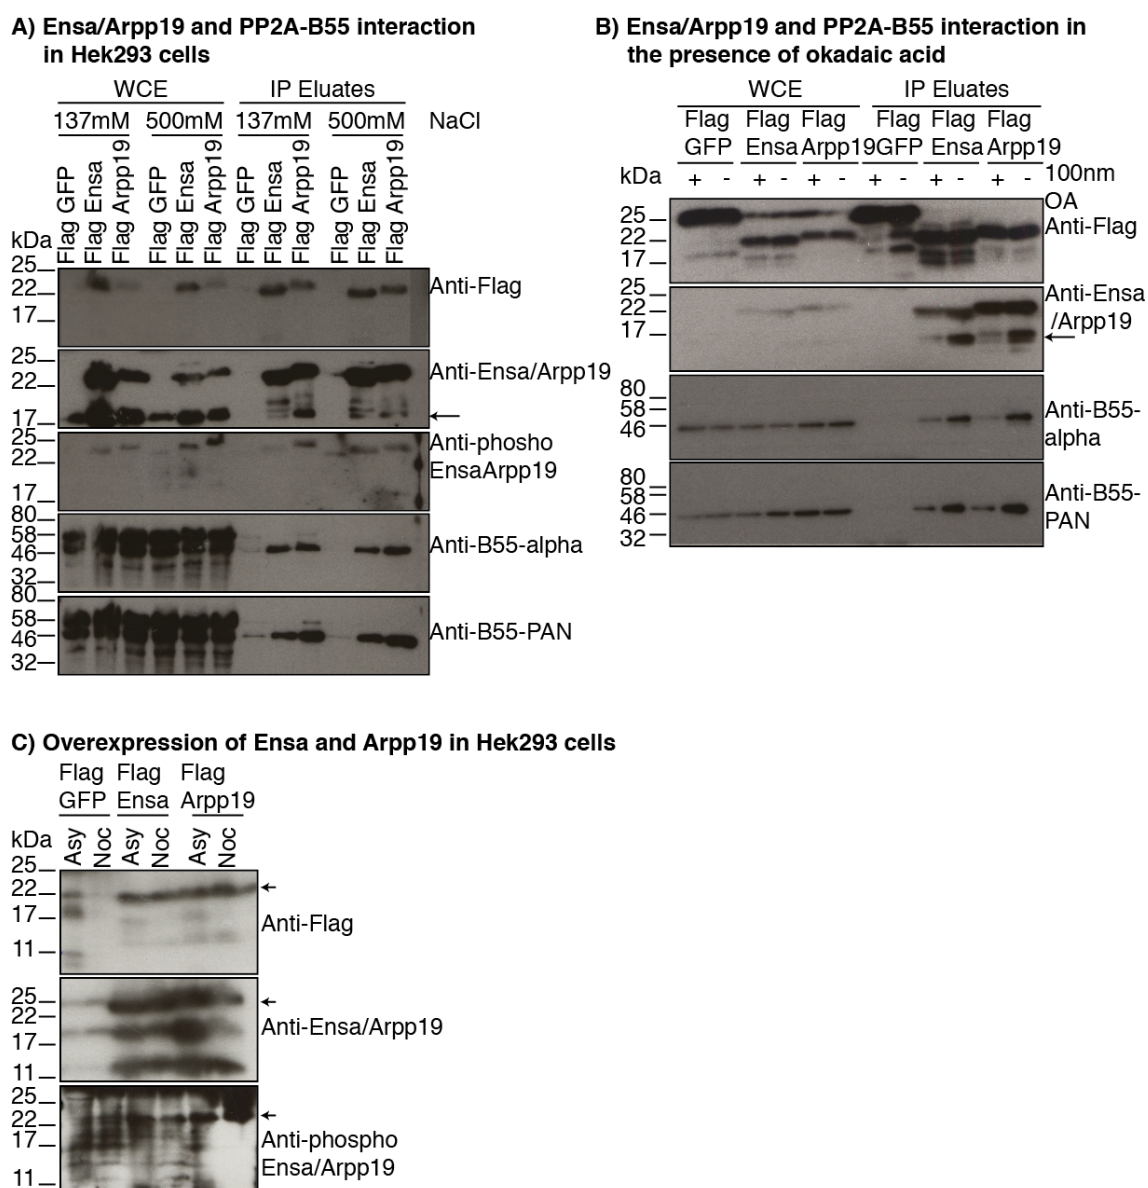 A) Ensa/Arpp19 and PP2A-B55 interaction
in Hek293 cells
WCE IP Eluates
137mM 500mM 137mM 500mM NaCl
Flag GFP
Flag Ensa
Flag Arpp19
Flag GFP
Flag Ensa
Flag Arpp19
Flag GFP
Flag Ensa
Flag Arpp19
Flag GFP
Flag Ensa
Flag Arpp19
kDa
25
22
17
Anti-Flag
25
22
17
Anti-Ensa/Arpp19
25
22
17
Anti-phosho
EnsaArpp19
80
58
46
32
Anti-B55-alpha
80
58
46
32
Anti-B55-PAN
B) Ensa/Arpp19 and PP2A-B55 interaction in
the presence of okadaic acid
WCE IP Eluates
Flag Flag Flag Flag Flag Flag
GFP Ensa Arpp19 GFP Ensa Arpp19
kDa + - + - + - + - + - + - 100nm
OA
25
22
17
Anti-Flag
25
22
17
Anti-Ensa
/Arpp19
80
58
46
Anti-B55-
alpha
80
58
46
32
Anti-B55-
PAN
C) Overexpression of Ensa and Arpp19 in Hek293 cells
Flag Flag Flag
GFP Ensa Arpp19
kDa Asy Noc Asy Noc Asy Noc
25
22
17
11
Anti-Flag
25
22
17
11
Anti-Ensa/Arpp19
25
22
17
11
Anti-phospho
Ensa/Arpp19